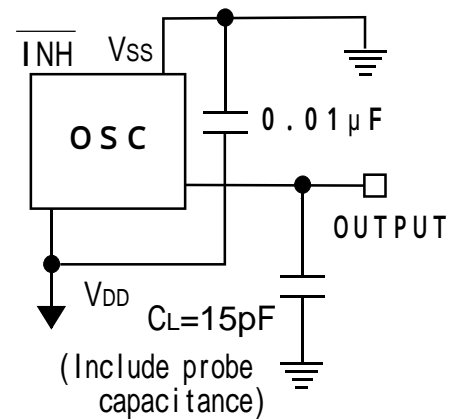 INH
Vss
OSC
0.01μF
OUTPUT
VDD
CL=15pF
(Include probe
capacitance)